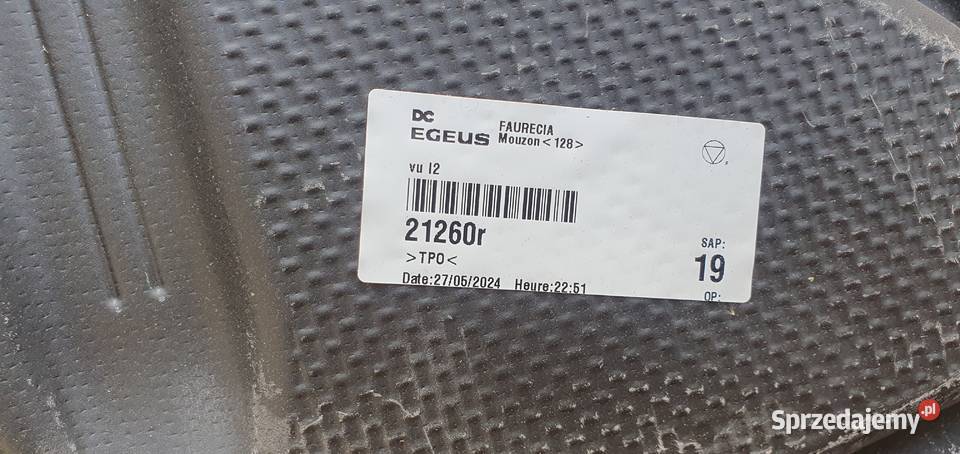 DC
EGEUS
FAURECIA
Mouzon<128>
vu l2
21260r
>TPO<
Date:27/05/2024 Heure:22:51
SAP:
19
OP:
Sprzedajemy.pl